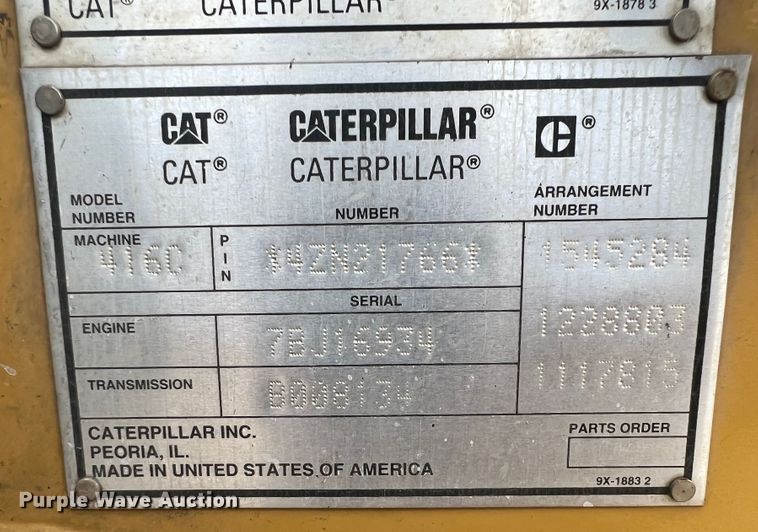 CAT® CATERPILLAR® 9X-1878 3
CAT® CATERPILLAR® C®
CAT® CATERPILLAR®
MODEL NUMBER NUMBER ARRANGEMENT NUMBER
MACHINE 416C PIN *4ZN21766* 1545284
SERIAL
ENGINE 7BJ16934 1228803
TRANSMISSION B008134 1117815
CATERPILLAR INC. PARTS ORDER
PEORIA, IL.
MADE IN UNITED STATES OF AMERICA 9X-1883 2
Purple Wave Auction